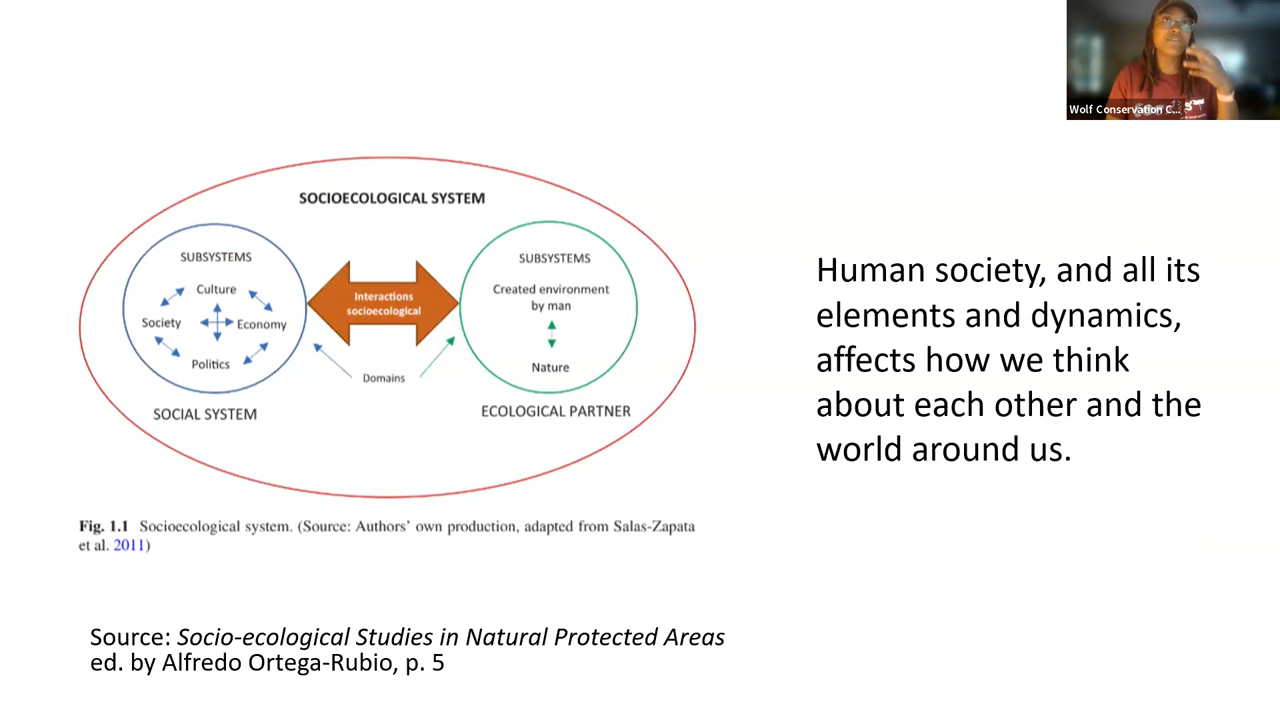 Wolf Conservation C...
SOCIOECOLOGICAL SYSTEM
SUBSYSTEMS
Culture
Society
Economy
Politics
SOCIAL SYSTEM
Interactions
socioecological
Domains
SUBSYSTEMS
Created environment
by man
Nature
ECOLOGICAL PARTNER
Fig. 1.1 Socioecological system. (Source: Authors' own production, adapted from Salas-Zapata
et al. 2011)
Human society, and all its
elements and dynamics,
affects how we think
about each other and the
world around us.
Source: Socio-ecological Studies in Natural Protected Areas
ed. by Alfredo Ortega-Rubio, p. 5